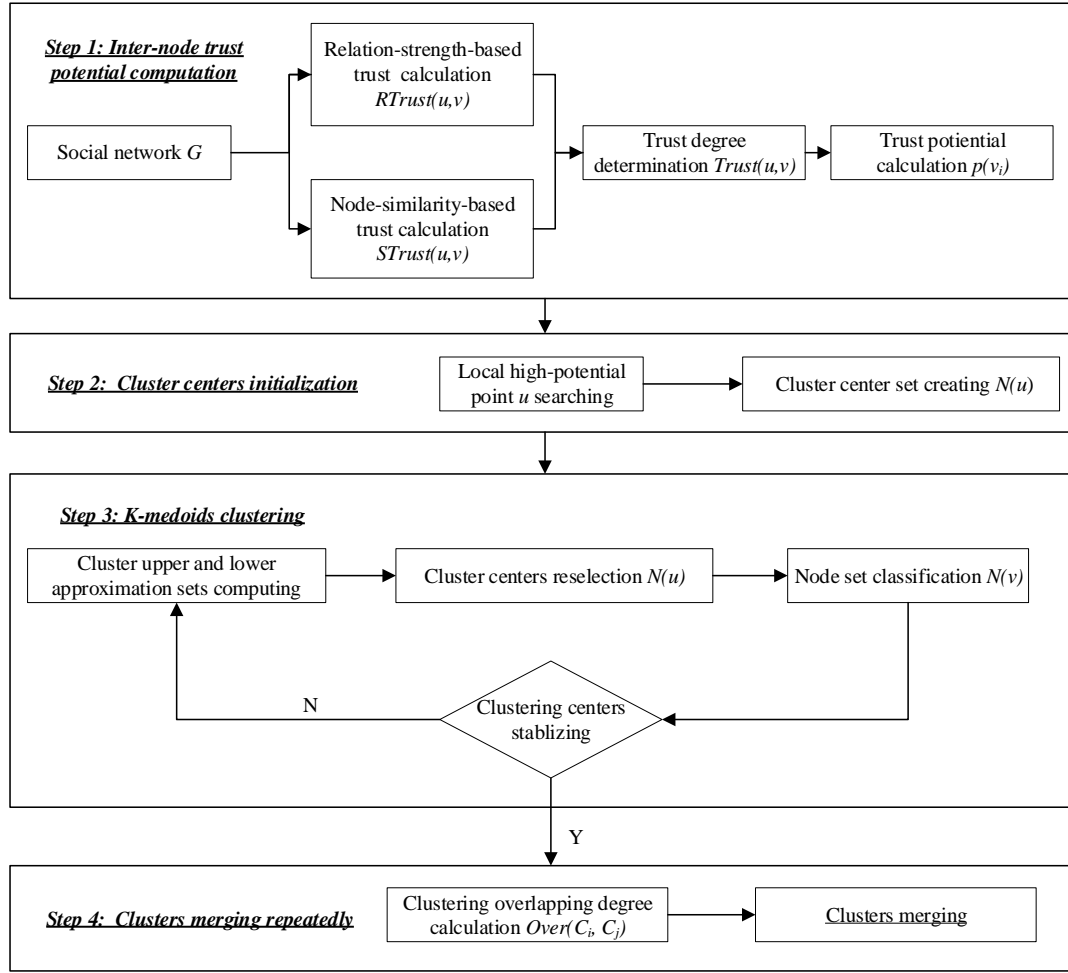 Step 1: Inter-node trust
potential computation
Relation-strength-based
trust calculation
RTrust(u,v)
Social network G
Node-similarity-based
trust calculation
STrust(u,v)
Trust degree
determination Trust(u,v)
Trust potiential
calculation p(vi)
Step 2: Cluster centers initialization
Local high-potential
point u searching
Cluster center set creating N(u)
Step 3: K-medoids clustering
Cluster upper and lower
approximation sets computing
Cluster centers reselection N(u)
Node set classification N(v)
N
Clustering centers
stablizing
Y
Step 4: Clusters merging repeatedly
Clustering overlapping degree
calculation Over(Ci, Cj)
Clusters merging